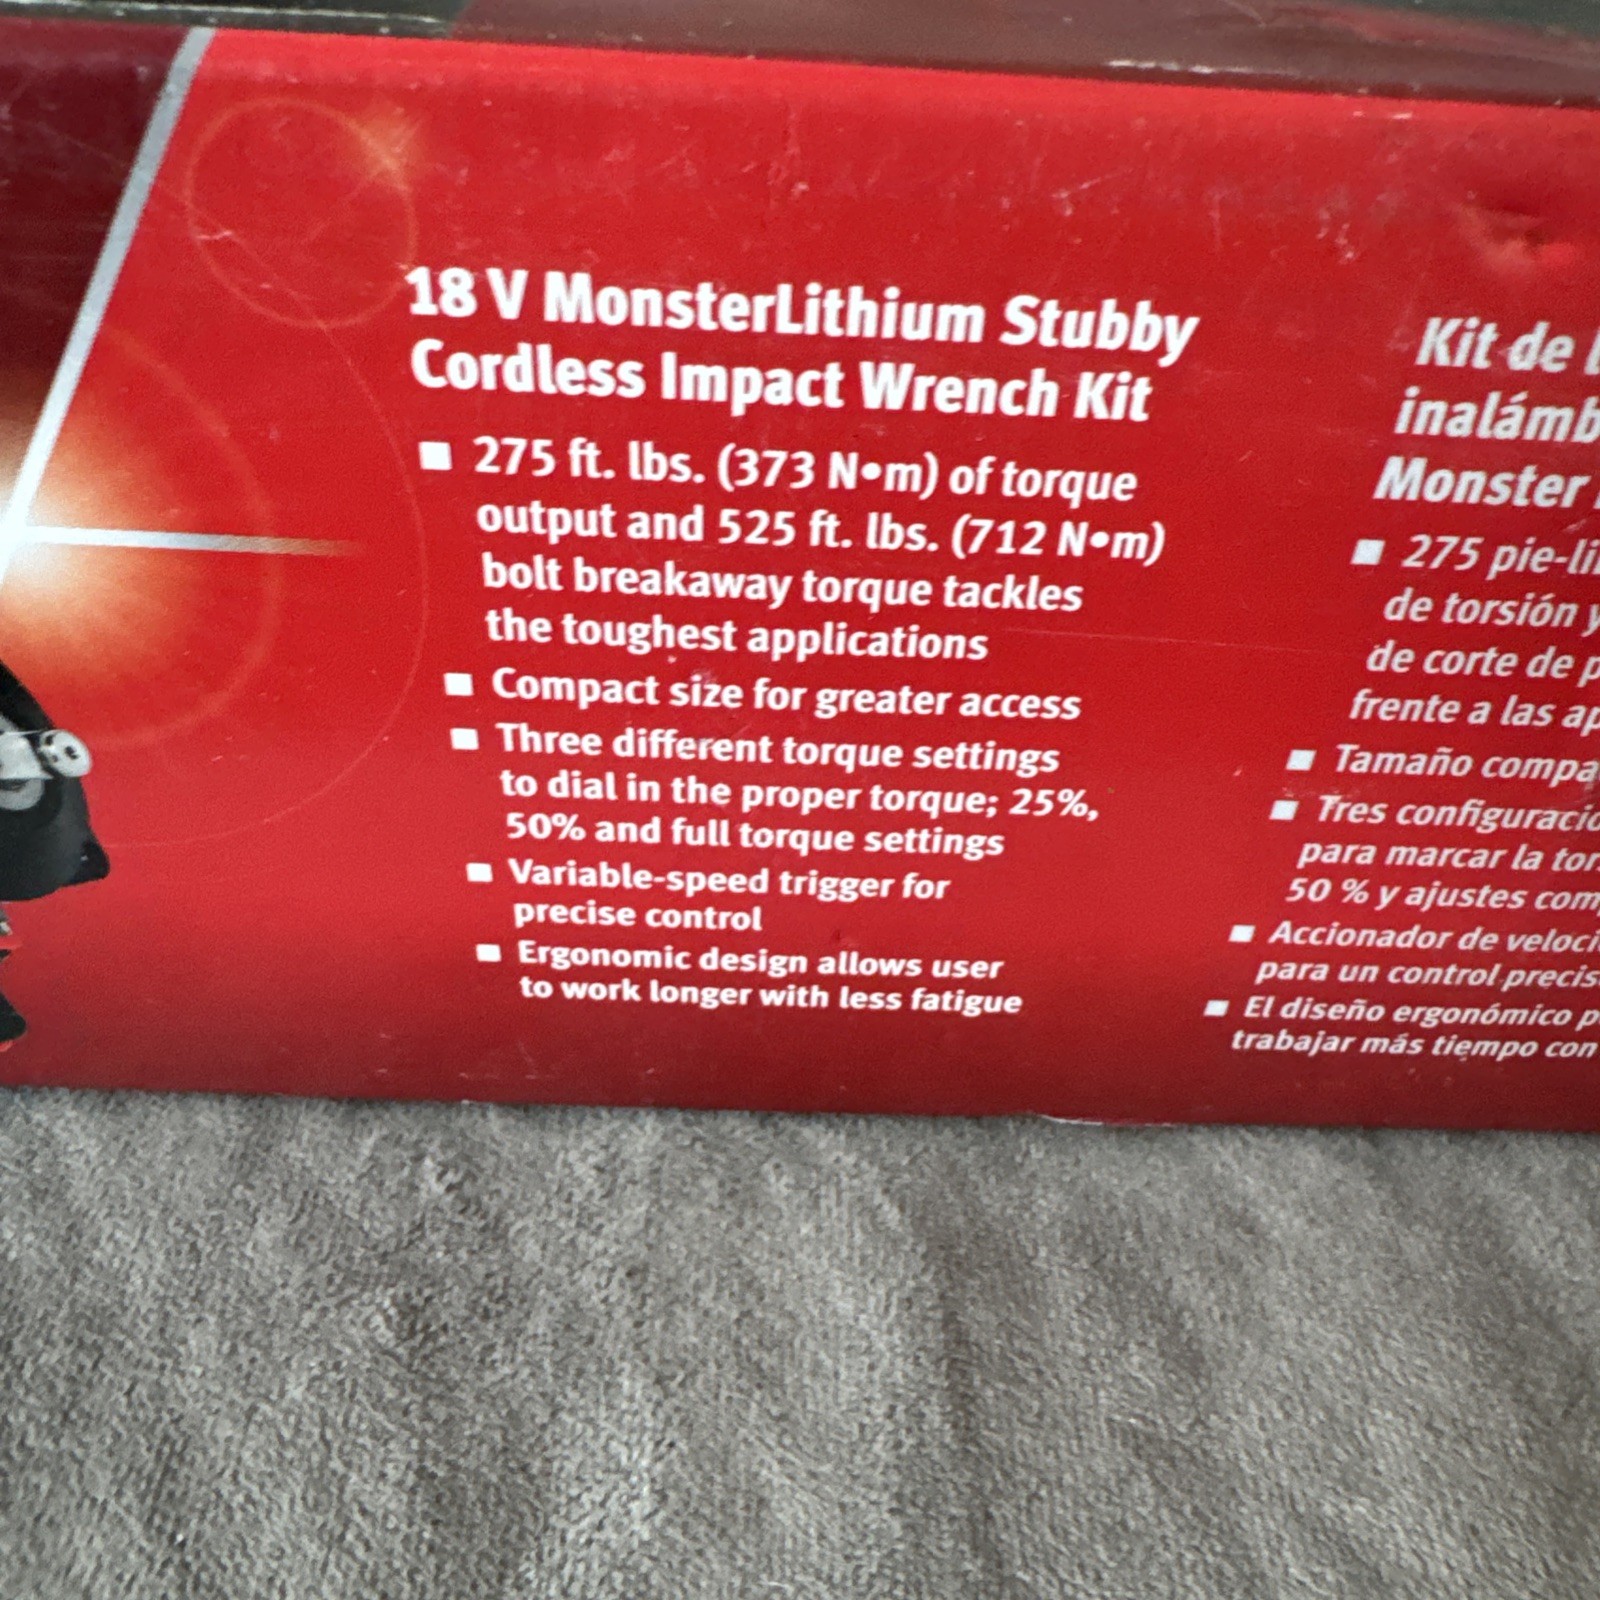 18 V MonsterLithium Stubby
Cordless Impact Wrench Kit
■ 275 ft. lbs. (373 N•m) of torque
output and 525 ft. lbs. (712 N•m)
bolt breakaway torque tackles
the toughest applications
■ Compact size for greater access
■ Three different torque settings
to dial in the proper torque; 25%,
50% and full torque settings
■ Variable-speed trigger for
precise control
■ Ergonomic design allows user
to work longer with less fatigue
Kit de
inalámb
Monster
■ 275 pie-li
de torsión y
de corte de p
frente a las ap
■ Tamaño compa
■ Tres configuracio
para marcar la tor
50 % y ajustes com
■ Accionador de veloci
para un control precis
■ El diseño ergonómico p
trabajar más tiempo con